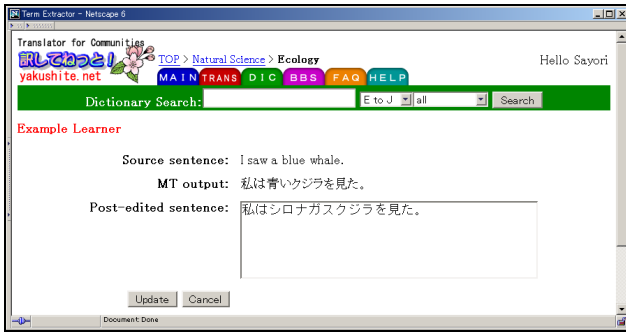 Term Extractor - Netscape 6
Translator for Communities
訳してねっと!
yakushite.net
TOP > Natural Science > Ecology
Hello Sayori
MAIN TRANS DIC BBS FAQ HELP
Dictionary Search: E to J all Search
Example Learner
Source sentence: I saw a blue whale.
MT output: 私は青いクジラを見た。
Post-edited sentence: 私はシロナガスクジラを見た。
Update Cancel
Document: Done